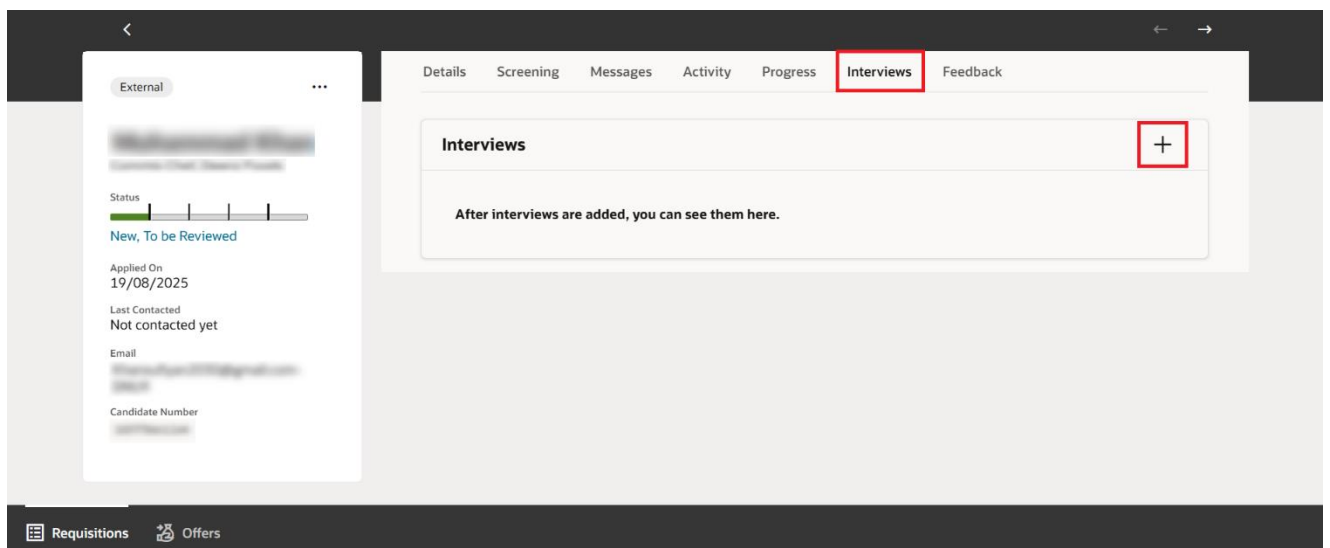 External
...
Status
New, To be Reviewed
Applied On
19/08/2025
Last Contacted
Not contacted yet
Email
Candidate Number
Details Screening Messages Activity Progress Interviews Feedback
Interviews
After interviews are added, you can see them here.
Requisitions Offers